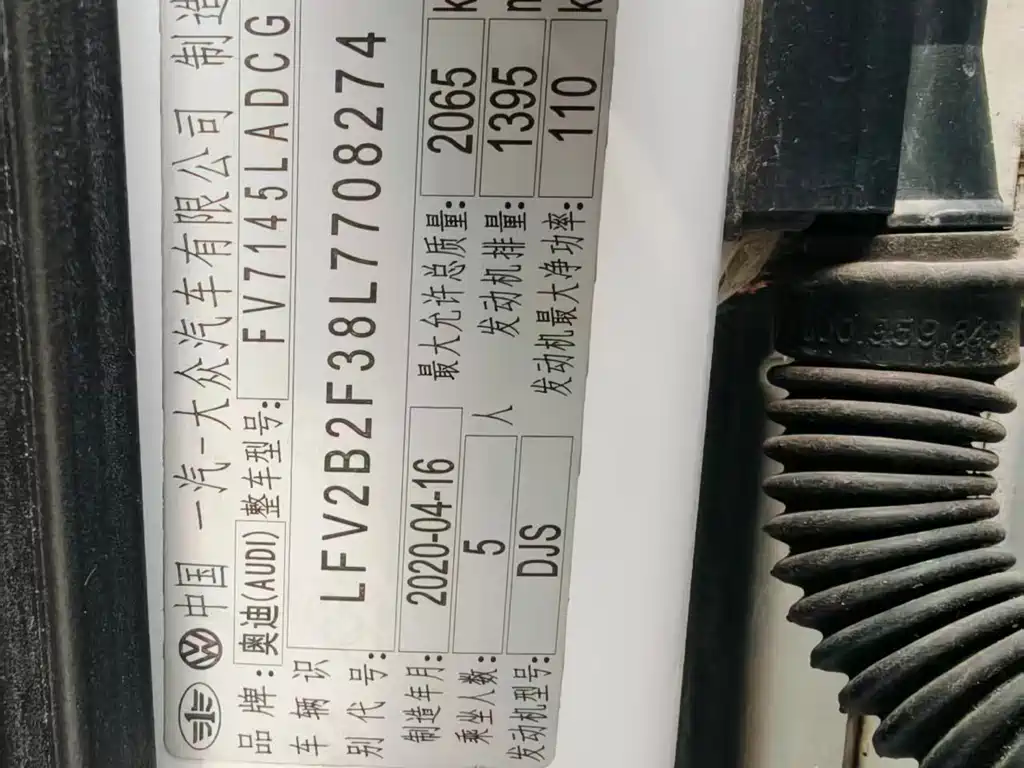 中国 一汽-大众汽车有限公司 制造
品牌: 奥迪(AUDI) 整车型号: FV7145LADCG
车辆识别代号: LFV2B2F38L7708274
制造年月: 2020-04-16 最大允许总质量: 2065 k
乘坐人数: 5 人 发动机排量: 1395
发动机型号: DJS 发动机最大净功率: 110 k